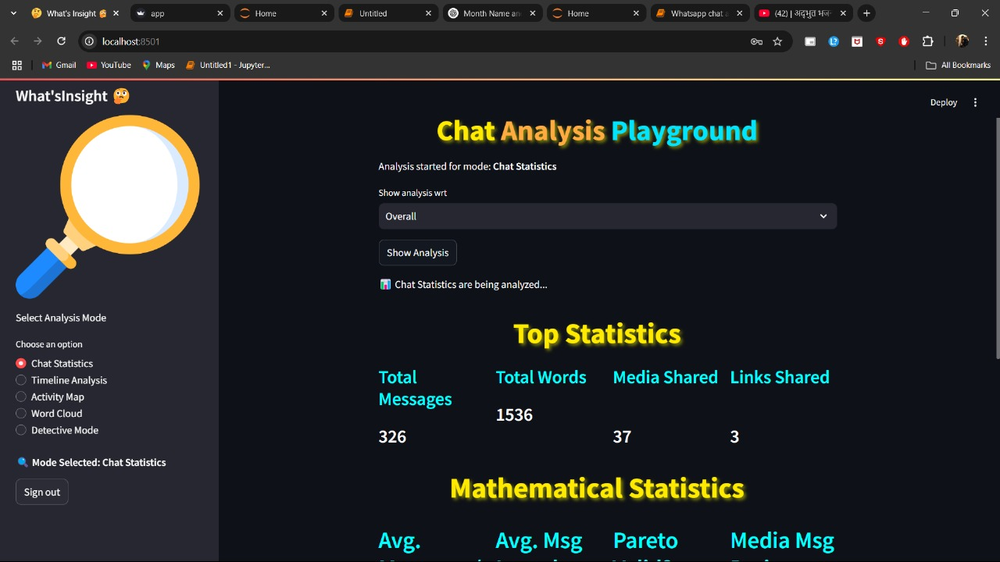 What's Insight
app
Home
Untitled
Month Name an
Home
Whatsapp chat a
(42) | अद्भुत भज-
localhost:8501
Gmail
YouTube
Maps
Untitled1 - Jupyter...
All Bookmarks
What'sInsight
Select Analysis Mode
Choose an option
Chat Statistics
Timeline Analysis
Activity Map
Word Cloud
Detective Mode
Mode Selected: Chat Statistics
Sign out
Deploy
Chat Analysis Playground
Analysis started for mode: Chat Statistics
Show analysis wrt
Overall
Show Analysis
Chat Statistics are being analyzed...
Top Statistics
Total Messages
326
Total Words
1536
Media Shared
37
Links Shared
3
Mathematical Statistics
Avg.
Avg. Msg
Pareto
Media Msg